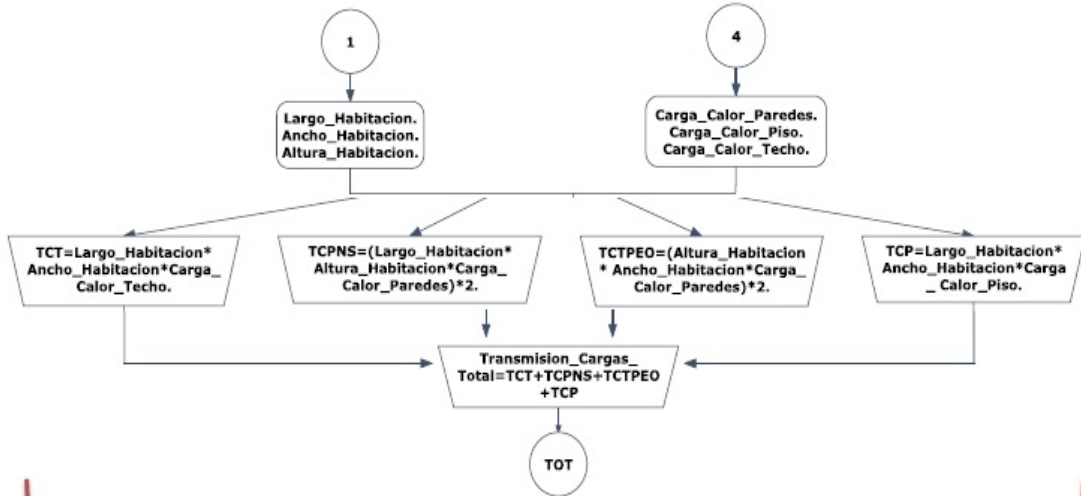 1
4
Largo_Habitacion.
Ancho_Habitacion.
Altura_Habitacion.
Carga_Calor_Paredes.
Carga_Calor_Piso.
Carga_Calor_Techo.
TCT=Largo_Habitacion*
Ancho_Habitacion*Carga_
Calor_Techo.
TCPNS=(Largo_Habitacion*
Altura_Habitacion*Carga_
Calor_Paredes)*2.
TCTPEO=(Altura_Habitacion
* Ancho_Habitacion*Carga_
Calor_Paredes)*2.
TCP=Largo_Habitacion*
Ancho_Habitacion*Carga
_ Calor_Piso.
Transmision_Cargas_
Total=TCT+TCPNS+TCTPEO
+TCP
TOT